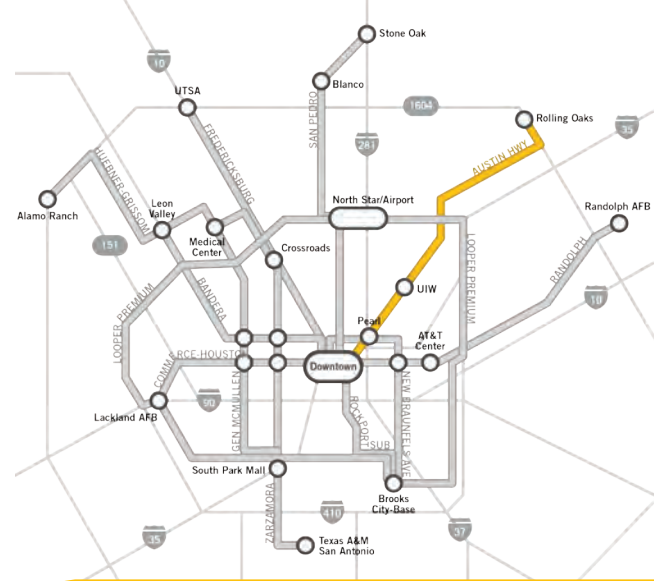 Stone Oak
10
Blanco
UTSA
1604
SAN PEDRO
Rolling Oaks
FREDERICKSBURG
35
AUSTIN HWY
281
HUEBNER-GRISSOM
North Star/Airport
Alamo Ranch
Leon
Valley
Randolph AFB
Medical
Center
151
Crossroads
LOOPER PREMIUM
RANDOLPH
BANDERA
UIW
10
LOOPER PREMIUM
Pearl
AT&T
Center
COMM
RCE-HOUSTON
Downtown
GEN MCMULLEN
90
ROCKPORT
NEW BRAUNFELS AVE
Lackland AFB
SUB
South Park Mall
Brooks
City-Base
ZARZAMORA
410
35
37
Texas A&M
San Antonio